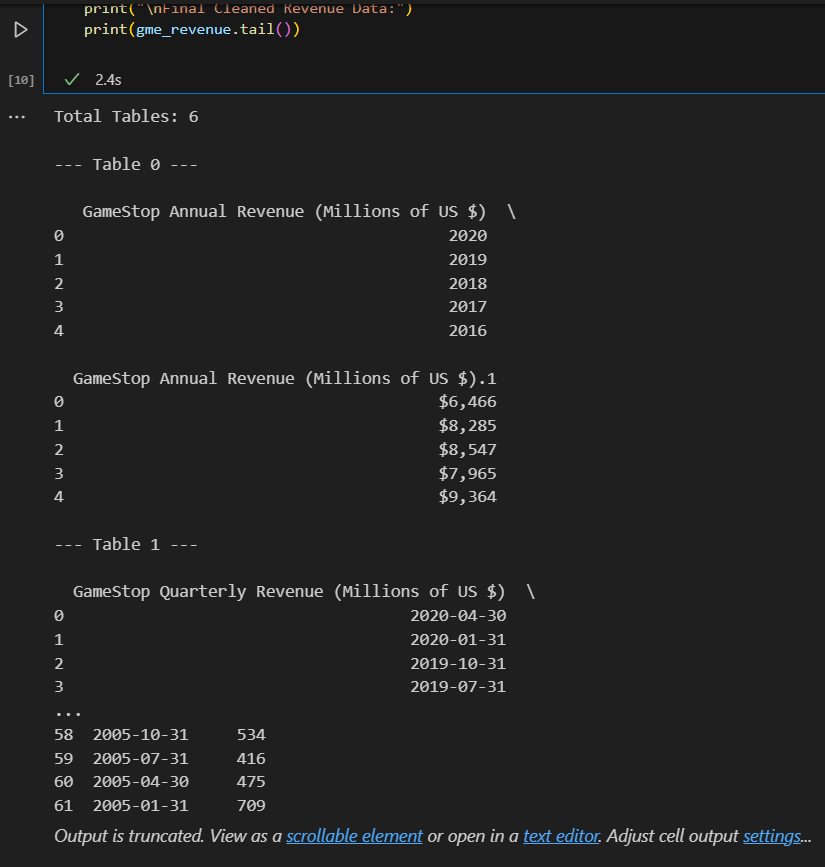 print("\nFinal Cleaned Revenue Data:")
print(gme_revenue.tail())
[10]
2.4s
...
Total Tables: 6
--- Table 0 ---
GameStop Annual Revenue (Millions of US $) \
0 2020
1 2019
2 2018
3 2017
4 2016
GameStop Annual Revenue (Millions of US $).1
0 $6,466
1 $8,285
2 $8,547
3 $7,965
4 $9,364
--- Table 1 ---
GameStop Quarterly Revenue (Millions of US $) \
0 2020-04-30
1 2020-01-31
2 2019-10-31
3 2019-07-31
...
58 2005-10-31 534
59 2005-07-31 416
60 2005-04-30 475
61 2005-01-31 709
Output is truncated. View as a scrollable element or open in a text editor. Adjust cell output settings...